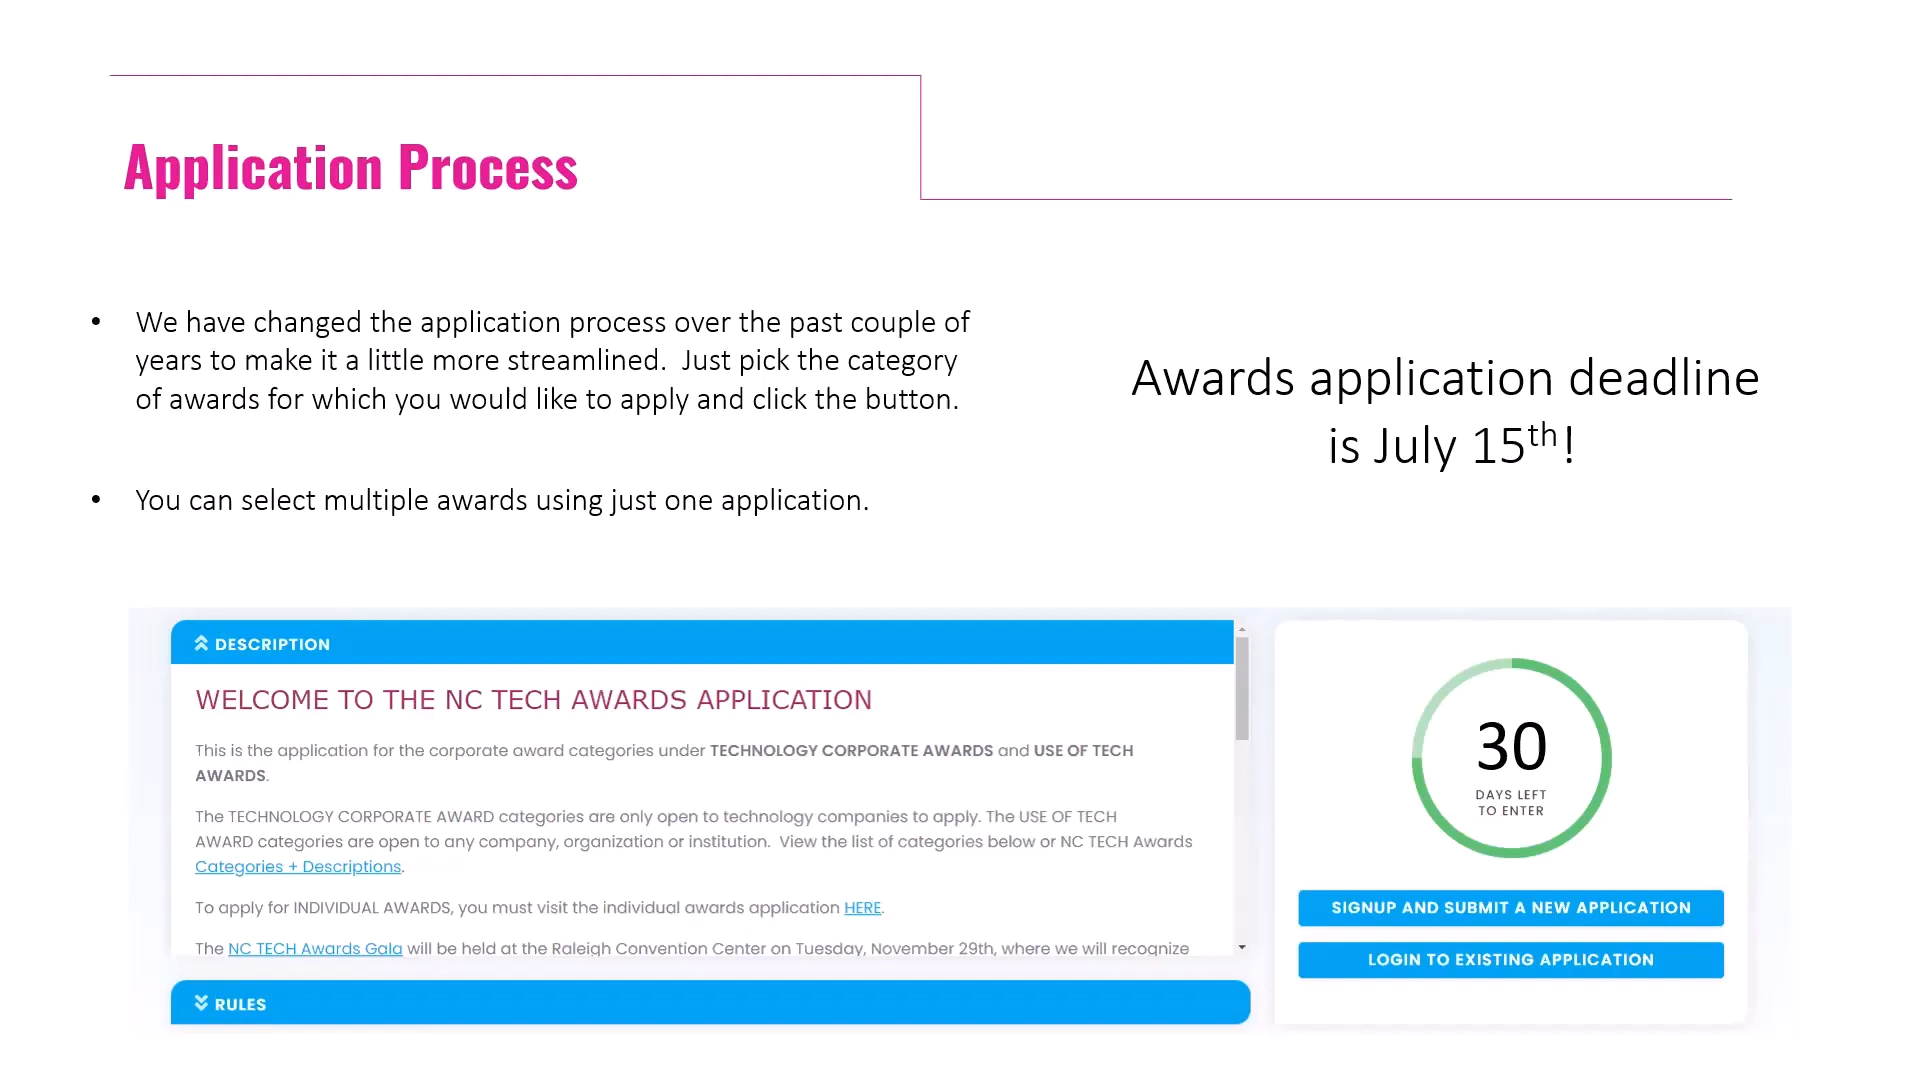 Application Process
• We have changed the application process over the past couple of
years to make it a little more streamlined.  Just pick the category
of awards for which you would like to apply and click the button.
• You can select multiple awards using just one application.
Awards application deadline
is July 15th!
DESCRIPTION
WELCOME TO THE NC TECH AWARDS APPLICATION
This is the application for the corporate award categories under TECHNOLOGY CORPORATE AWARDS and USE OF TECH
AWARDS.
The TECHNOLOGY CORPORATE AWARD categories are only open to technology companies to apply. The USE OF TECH
AWARD categories are open to any company, organization or institution.  View the list of categories below or NC TECH Awards
Categories + Descriptions.
To apply for INDIVIDUAL AWARDS, you must visit the individual awards application HERE.
The NC TECH Awards Gala will be held at the Raleigh Convention Center on Tuesday, November 29th, where we will recognize
RULES
30
DAYS LEFT
TO ENTER
SIGNUP AND SUBMIT A NEW APPLICATION
LOGIN TO EXISTING APPLICATION